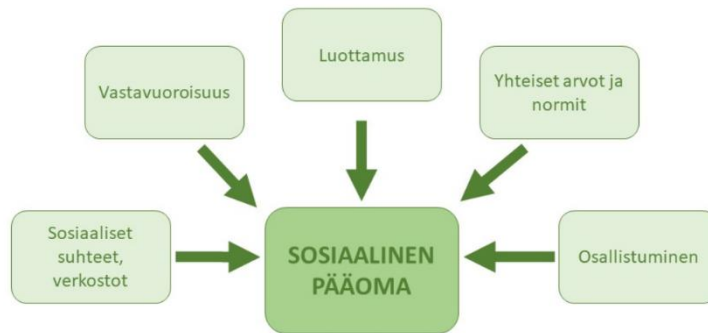 Luottamus
Vastavuoroisuus
Yhteiset arvot ja
normit
Sosiaaliset
suhteet,
verkostot
SOSIAALINEN
PÄÄOMA
Osallistuminen